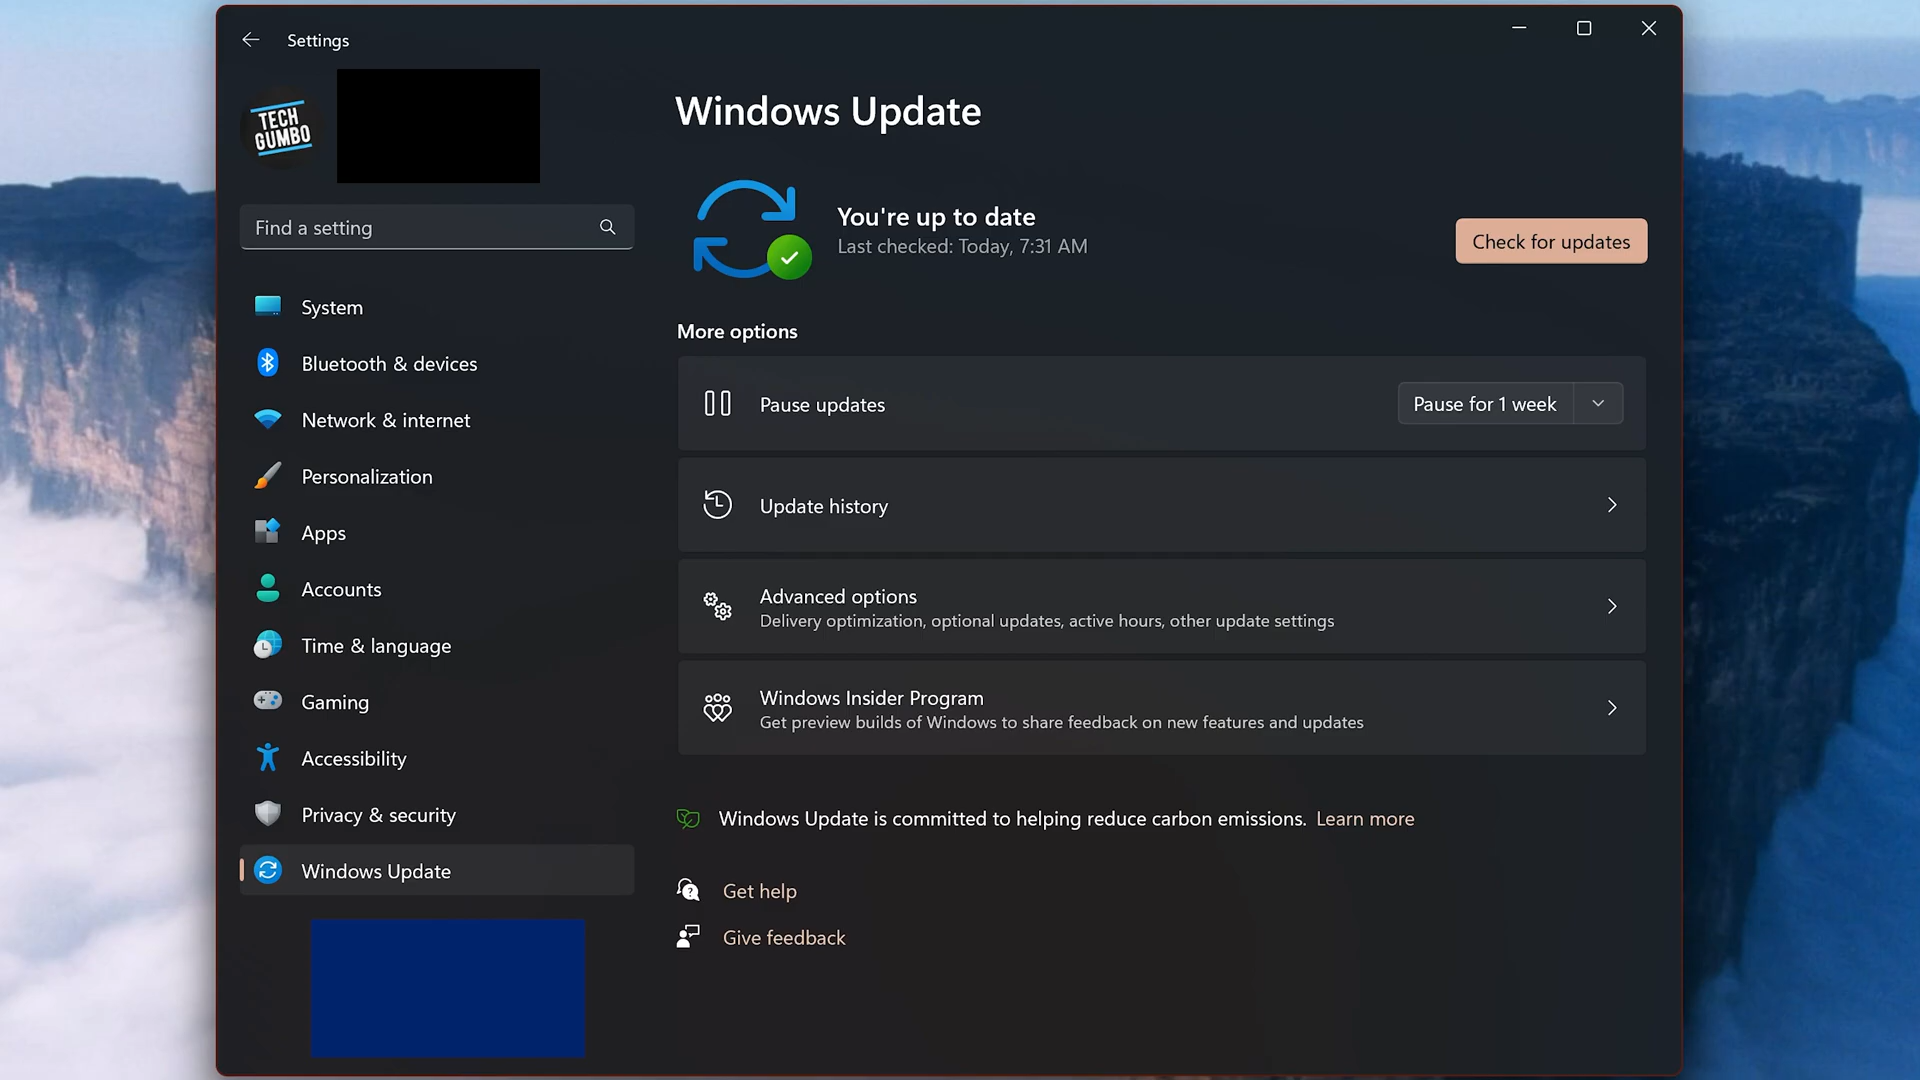 Settings
TECH
GUMBO
Find a setting
System
Bluetooth & devices
Network & internet
Personalization
Apps
Accounts
Time & language
Gaming
Accessibility
Privacy & security
Windows Update
Windows Update
You're up to date
Last checked: Today, 7:31 AM
Check for updates
More options
Pause updates
Pause for 1 week
Update history
Advanced options
Delivery optimization, optional updates, active hours, other update settings
Windows Insider Program
Get preview builds of Windows to share feedback on new features and updates
Windows Update is committed to helping reduce carbon emissions. Learn more
Get help
Give feedback